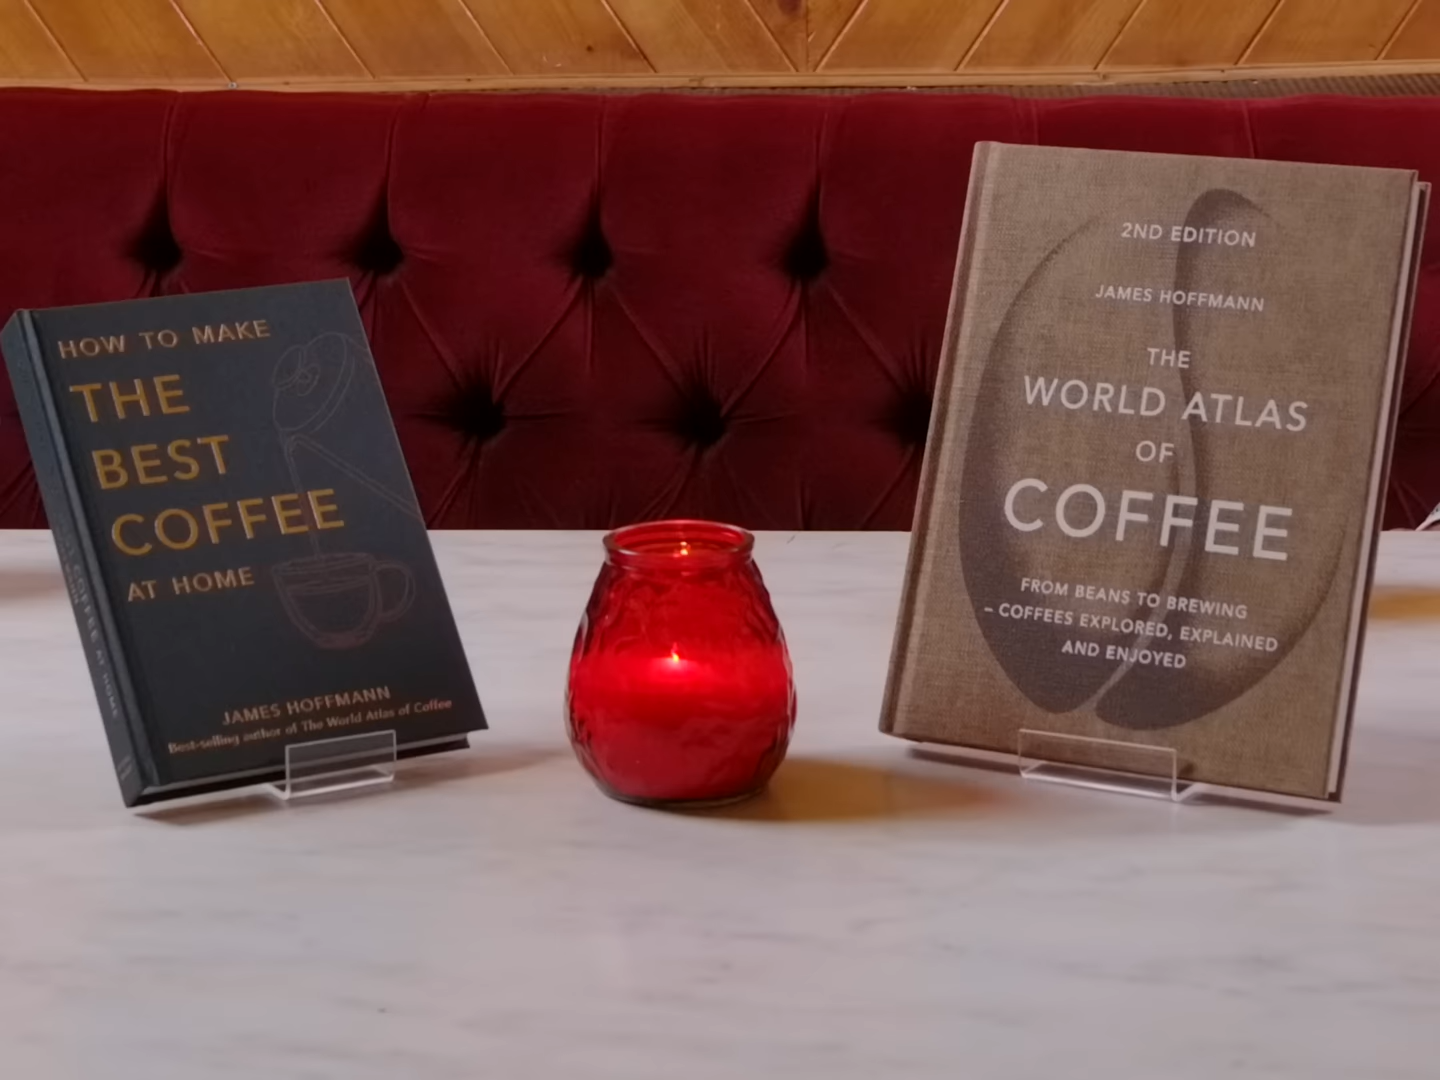 HOW TO MAKE
THE
BEST
COFFEE
AT HOME
JAMES HOFFMANN
Best-selling author of The World Atlas of Coffee
2ND EDITION
JAMES HOFFMANN
THE
WORLD ATLAS
OF
COFFEE
FROM BEANS TO BREWING
– COFFEES EXPLORED, EXPLAINED
AND ENJOYED